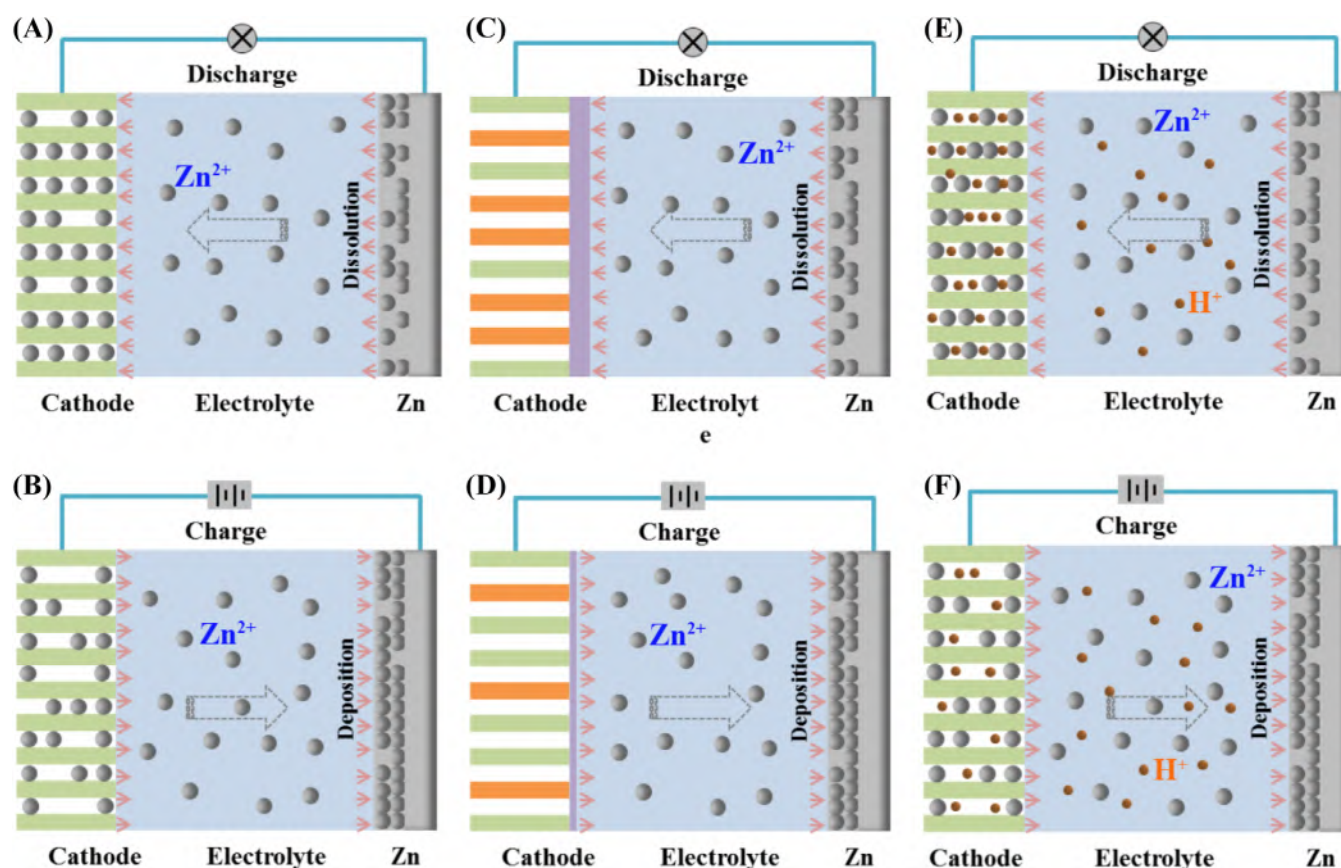 (A)
Discharge
Zn²⁺
Dissolution
Cathode Electrolyte Zn
(C)
Discharge
Zn²⁺
Dissolution
Cathode Electrolyt Zn
e
(E)
Discharge
Zn²⁺
Dissolution
H⁺
Cathode Electrolyte Zn
(B)
Charge
Zn²⁺
Deposition
Cathode Electrolyte Zn
(D)
Charge
Zn²⁺
Deposition
Cathode Electrolyte Zn
(F)
Charge
Zn²⁺
Deposition
H⁺
Cathode Electrolyte Zn